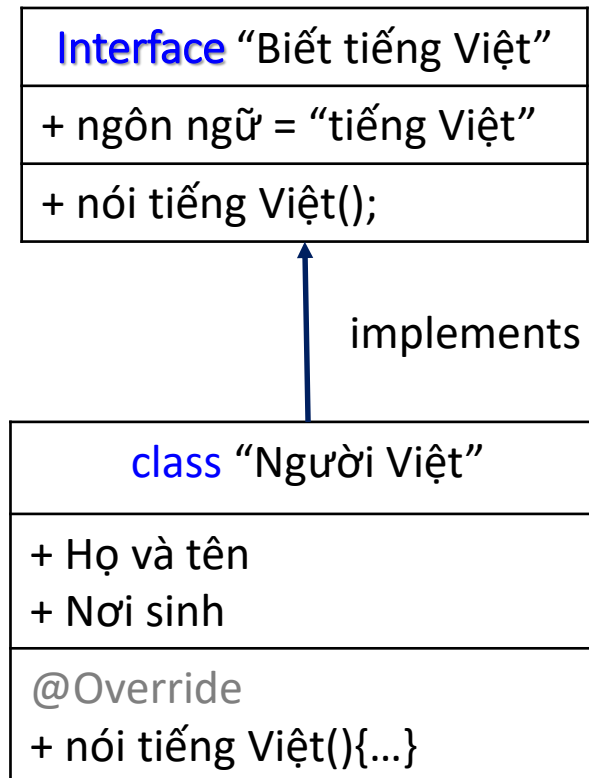 Interface “Biết tiếng Việt”
+ ngôn ngữ = “tiếng Việt”
+ nói tiếng Việt();
implements
class “Người Việt”
+ Họ và tên
+ Nơi sinh
@Override
+ nói tiếng Việt(){…}